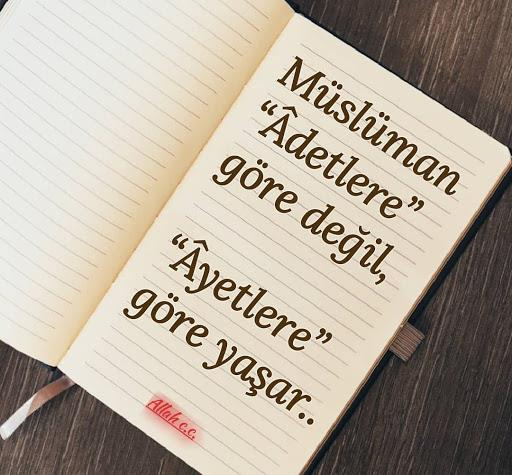 Müslüman
“Âdetlere”
göre değil,
“Âyetlere”
göre yaşar..
Allah c.c.